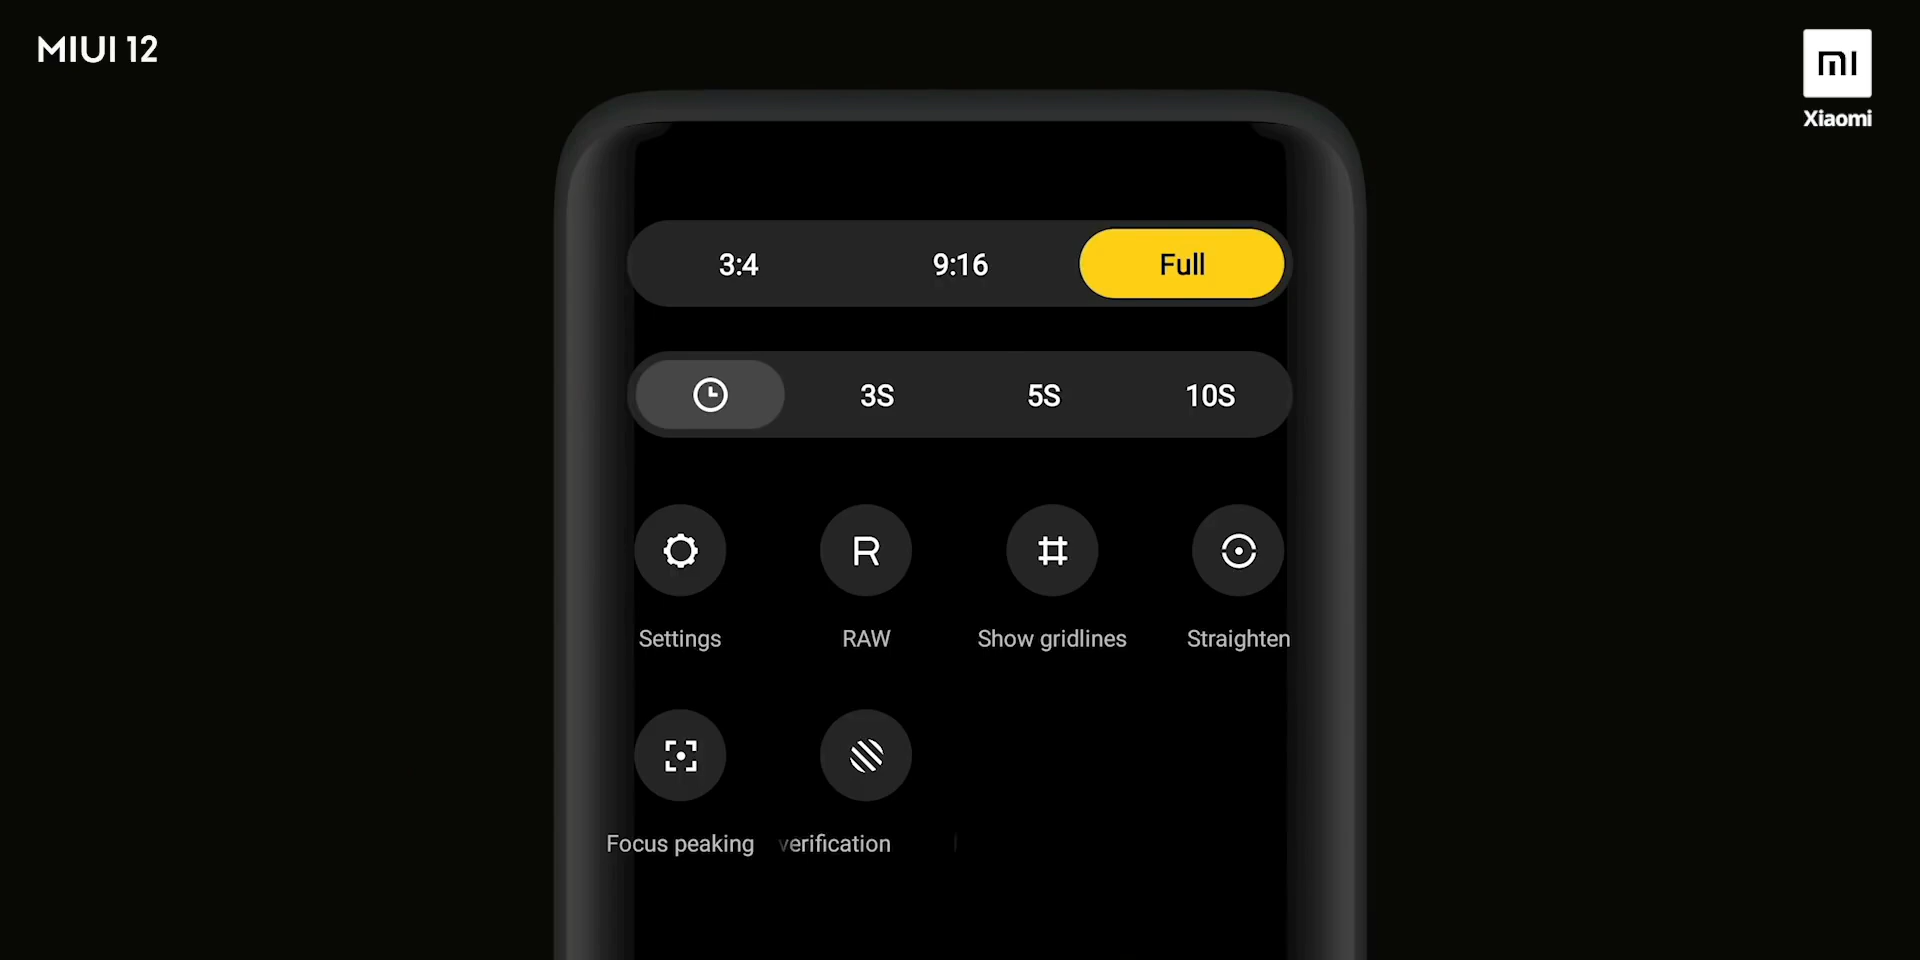 MIUI 12
mi
Xiaomi
3:4 9:16 Full
3S 5S 10S
R
Settings RAW Show gridlines Straighten
Focus peaking verification